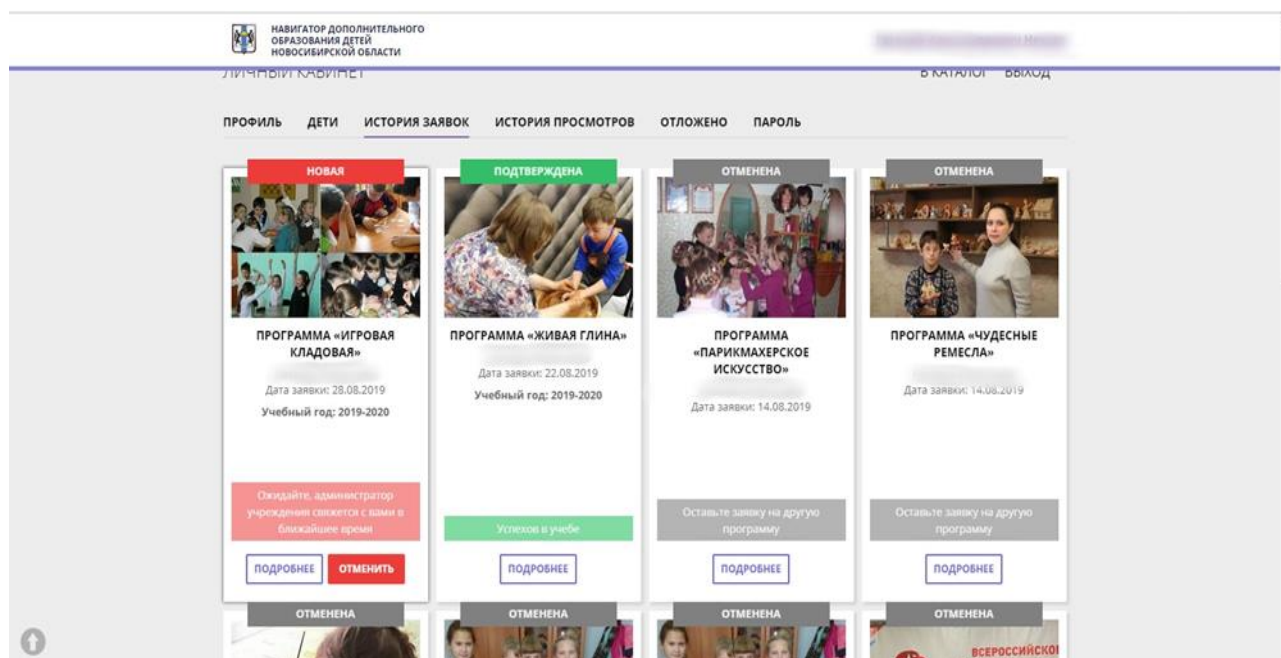 НАВИГАТОР ДОПОЛНИТЕЛЬНОГО
ОБРАЗОВАНИЯ ДЕТЕЙ
НОВОСИБИРСКОЙ ОБЛАСТИ
ЛИЧНЫЙ КАБИНЕТ
В КАТАЛОГ ВЫХОД
ПРОФИЛЬ ДЕТИ ИСТОРИЯ ЗАЯВОК ИСТОРИЯ ПРОСМОТРОВ ОТЛОЖЕНО ПАРОЛЬ
НОВАЯ
ПРОГРАММА «ИГРОВАЯ
КЛАДОВАЯ»
Дата заявки: 28.08.2019
Учебный год: 2019-2020
Ожидайте, администратор
учреждения свяжется с вами в
ближайшее время
ПОДРОБНЕЕ ОТМЕНИТЬ
ПОДТВЕРЖДЕНА
ПРОГРАММА «ЖИВАЯ ГЛИНА»
Дата заявки: 22.08.2019
Учебный год: 2019-2020
Успехов в учебе
ПОДРОБНЕЕ
ОТМЕНЕНА
ПРОГРАММА
«ПАРИКМАХЕРСКОЕ
ИСКУССТВО»
Дата заявки: 14.08.2019
Оставьте заявку на другую
программу
ПОДРОБНЕЕ
ОТМЕНЕНА
ПРОГРАММА «ЧУДЕСНЫЕ
РЕМЕСЛА»
Дата заявки: 14.08.2019
Оставьте заявку на другую
программу
ПОДРОБНЕЕ
ОТМЕНЕНА
ОТМЕНЕНА
ОТМЕНЕНА
ОТМЕНЕНА
ВСЕРОССИЙСКО